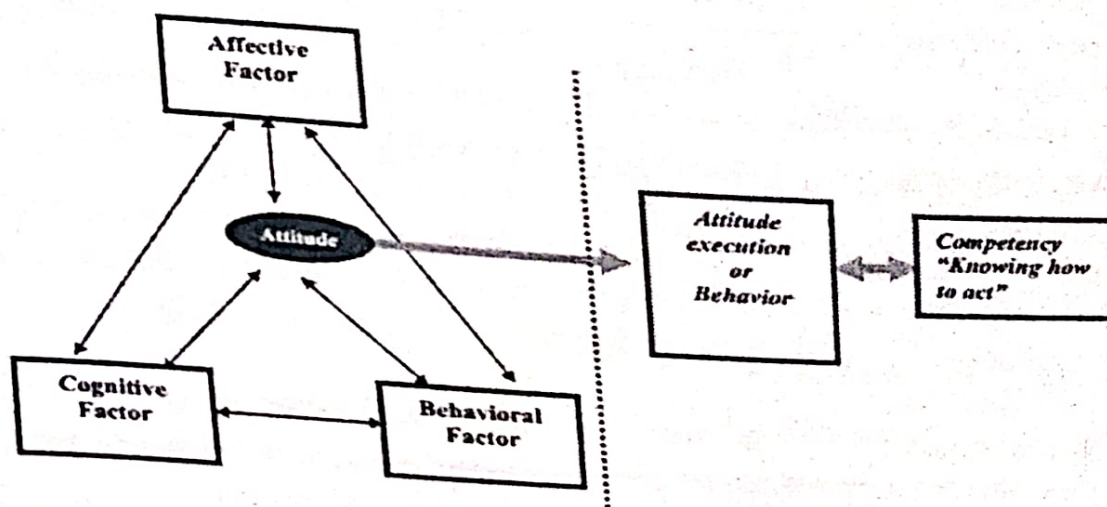 Affective
Factor
Attitude
Attitude
execution
or
Behavior
Competency
"Knowing how
to act"
Cognitive
Factor
Behavioral
Factor